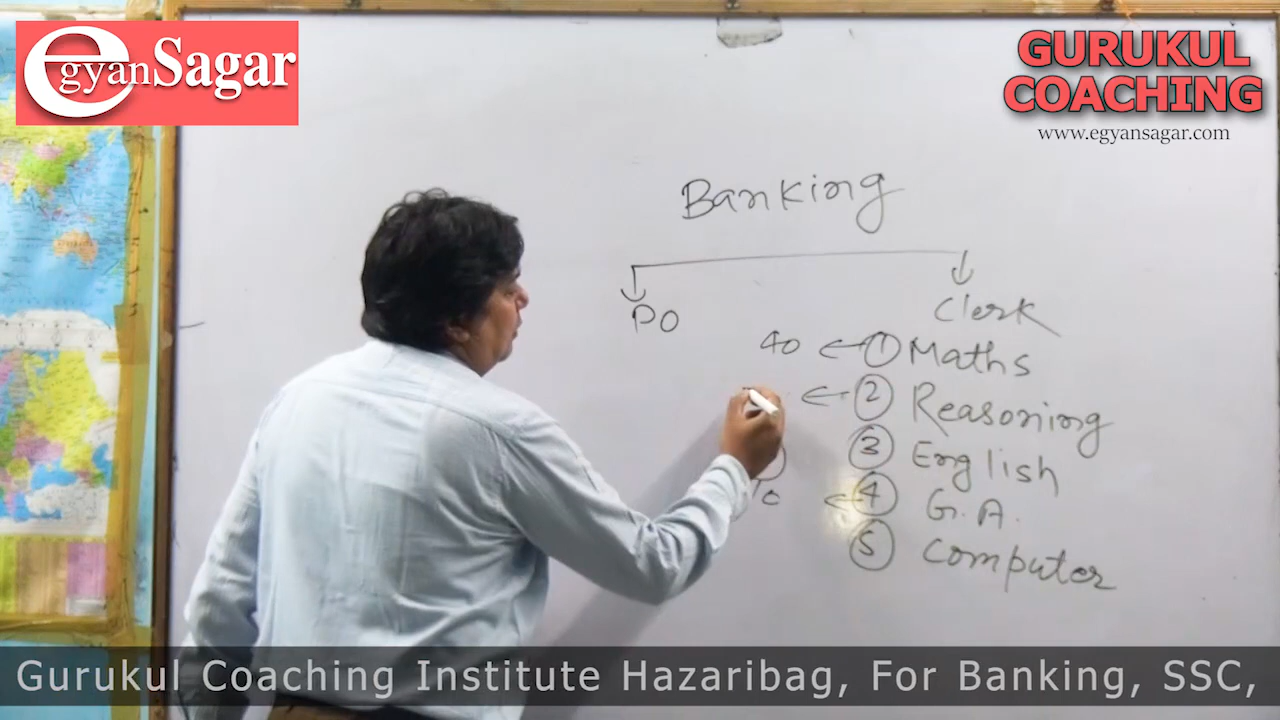 egyanSagar
GURUKUL
COACHING
www.egyansagar.com
Banking
PO
Clerk
40 ← ① Maths
← ② Reasoning
③ English
← ④ G.A.
⑤ Computer
Gurukul Coaching Institute Hazaribag, For Banking, SSC,